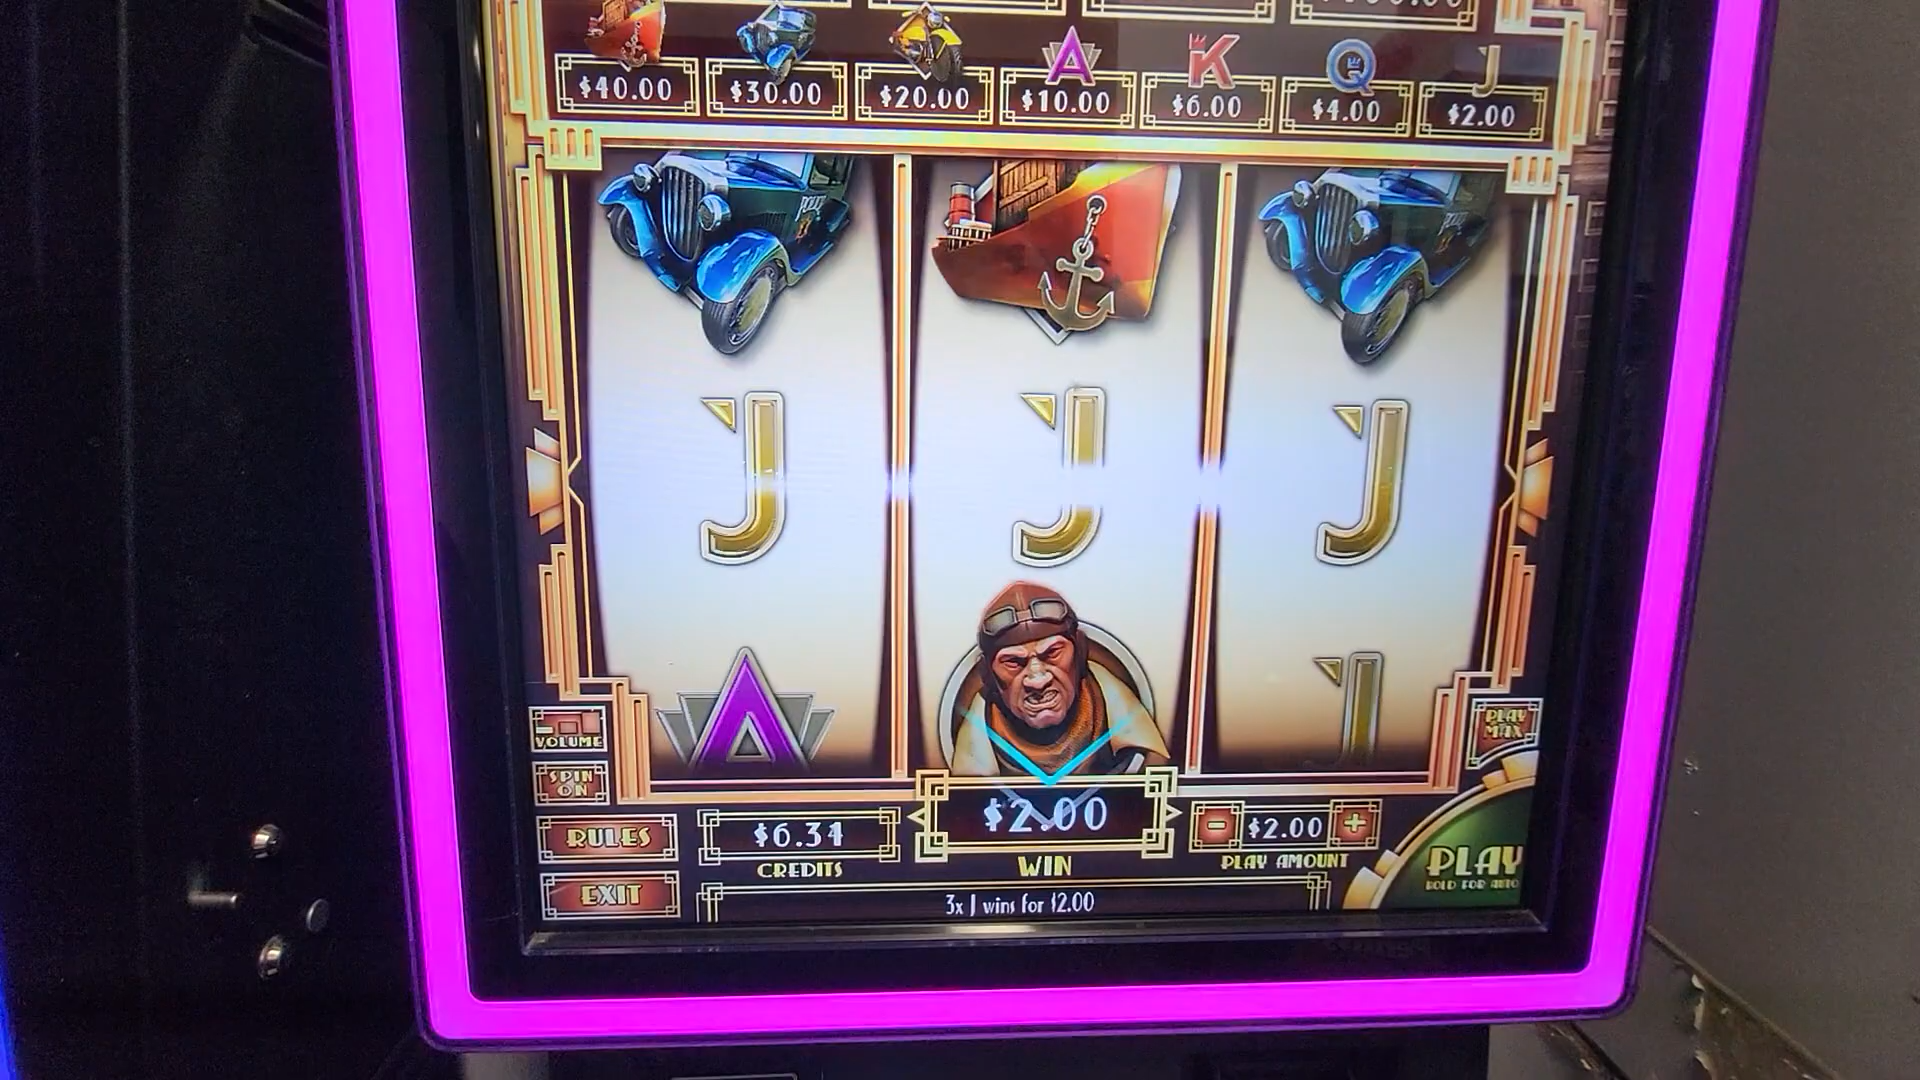 A
K
Q
J
$40.00
$30.00
$20.00
$10.00
$6.00
$4.00
$2.00
J
J
J
A
J
VOLUME
PLAY MAX
SPIN ON
RULES
$6.34
$2.00
-
$2.00
+
PLAY
HOLD FOR AUTO
CREDITS
WIN
PLAY AMOUNT
EXIT
3x J wins for $2.00